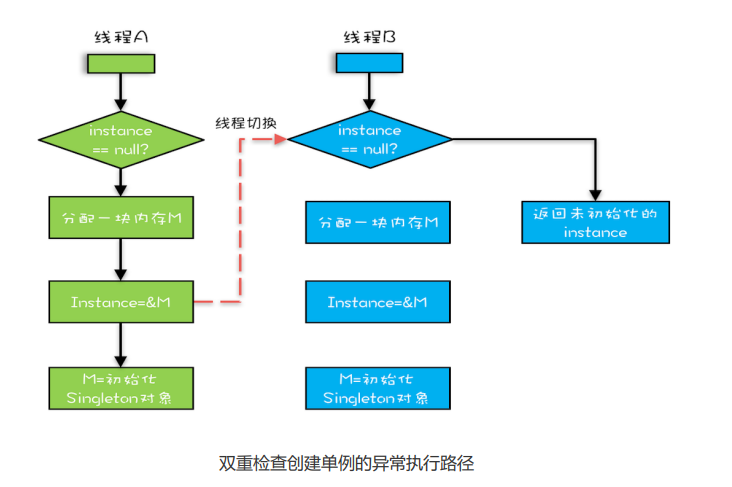 线程A
线程B
instance
== null?
线程切换
instance
== null?
分配一块内存M
分配一块内存M
返回未初始化的
instance
Instance=&M
Instance=&M
M=初始化
Singleton对象
M=初始化
Singleton对象
双重检查创建单例的异常执行路径